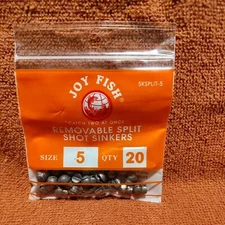 JOY FISH®
SKSPLIT-5
CATCH TWO AT ONCE
REMOVABLE SPLIT
SHOT SINKERS
SIZE 5 QTY 20